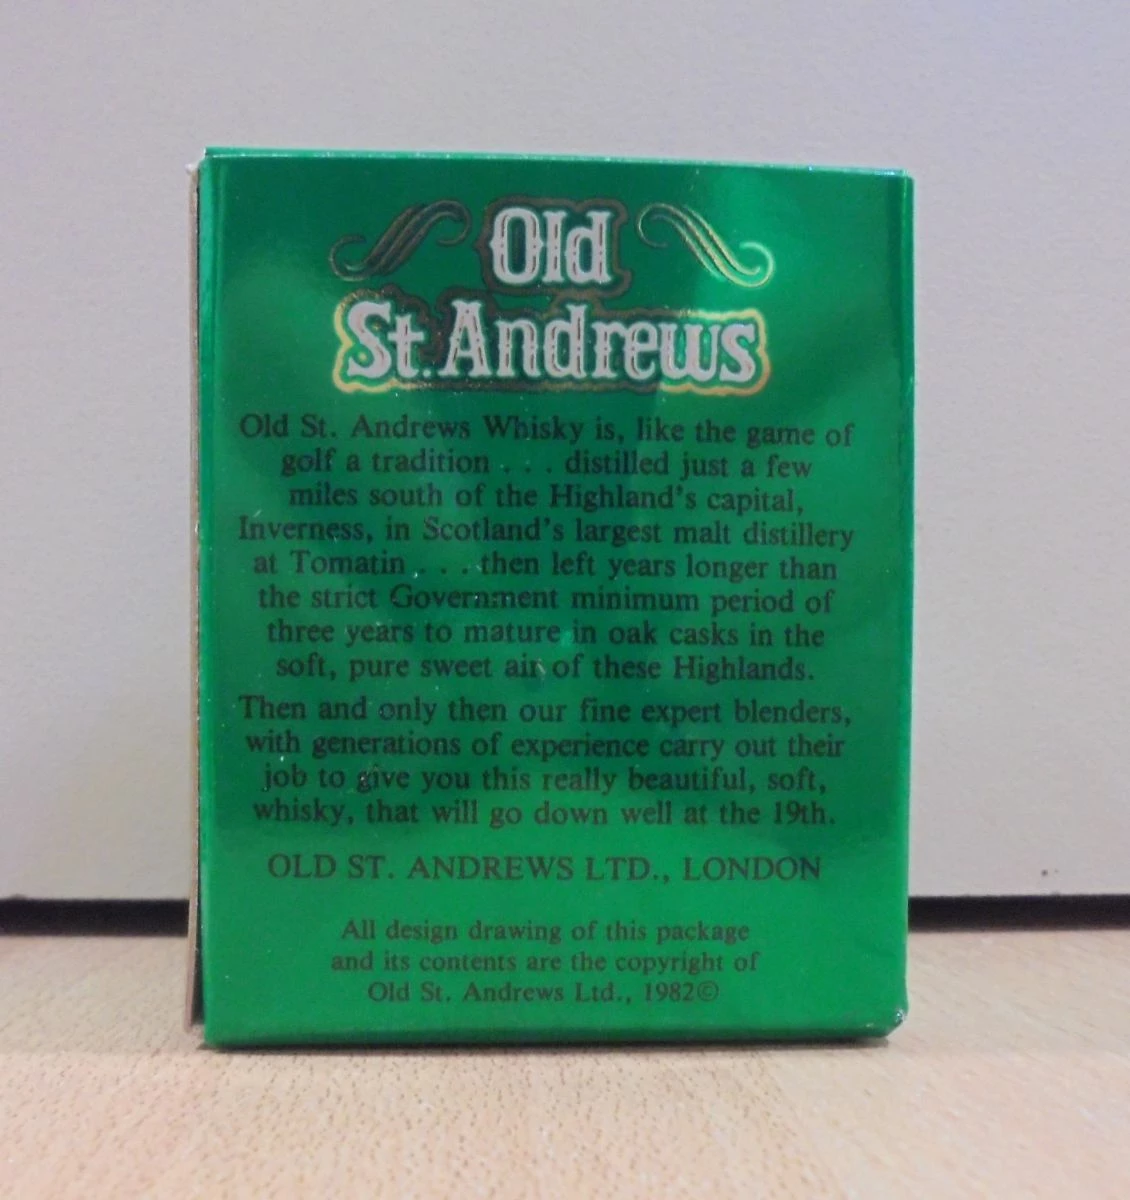 Old
St. Andrews
Old St. Andrews Whisky is, like the game of
golf a tradition . . . distilled just a few
miles south of the Highland's capital,
Inverness, in Scotland's largest malt distillery
at Tomatin . . . then left years longer than
the strict Government minimum period of
three years to mature in oak casks in the
soft, pure sweet air of these Highlands.
Then and only then our fine expert blenders,
with generations of experience carry out their
job to give you this really beautiful, soft,
whisky, that will go down well at the 19th.
OLD ST. ANDREWS LTD., LONDON
All design drawing of this package
and its contents are the copyright of
Old St. Andrews Ltd., 1982©